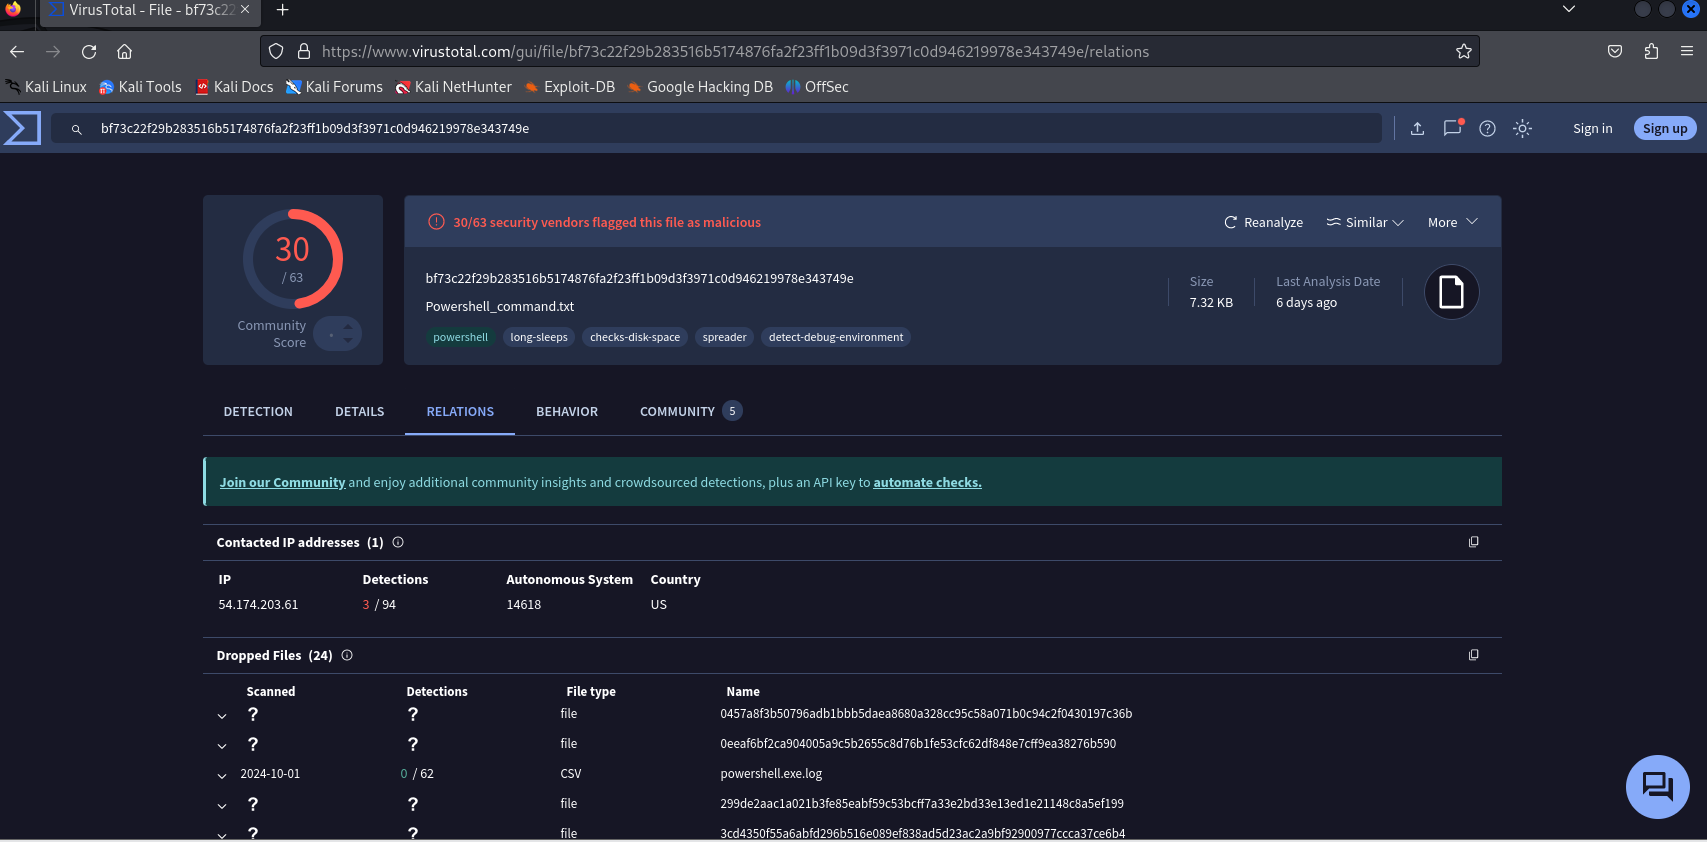 VirusTotal - File - bf73c22
https://www.virustotal.com/gui/file/bf73c22f29b283516b5174876fa2f23ff1b09d3f3971c0d946219978e343749e/relations
Kali Linux Kali Tools Kali Docs Kali Forums Kali NetHunter Exploit-DB Google Hacking DB OffSec
bf73c22f29b283516b5174876fa2f23ff1b09d3f3971c0d946219978e343749e Sign in Sign up
30/63 security vendors flagged this file as malicious Reanalyze Similar More
30
/ 63
Community
Score
bf73c22f29b283516b5174876fa2f23ff1b09d3f3971c0d946219978e343749e
Powershell_command.txt
powershell long-sleeps checks-disk-space spreader detect-debug-environment
Size
7.32 KB
Last Analysis Date
6 days ago
DETECTION DETAILS RELATIONS BEHAVIOR COMMUNITY 5
Join our Community and enjoy additional community insights and crowdsourced detections, plus an API key to automate checks.
Contacted IP addresses (1)
IP Detections Autonomous System Country
54.174.203.61 3 / 94 14618 US
Dropped Files (24)
Scanned Detections File type Name
? ? file 0457a8f3b50796adb1bbb5daea8680a328cc95c58a071b0c94c2f0430197c36b
? ? file 0eeaf6bf2ca904005a9c5b2655c8d76b1fe53cfc62df848e7cff9ea38276b590
2024-10-01 0 / 62 CSV powershell.exe.log
? ? file 299de2aac1a021b3fe85eabf59c53bcff7a33e2bd33e13ed1e21148c8a5ef199
? ? file 3cd4350f55a6abfd296b516e089ef838ad5d23ac2a9bf92900977ccca37ce6b4